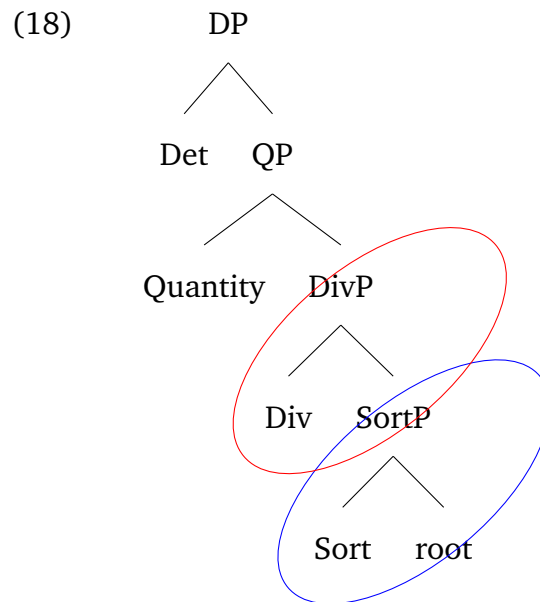 (18) DP
Det QP
Quantity DivP
Div SortP
Sort root